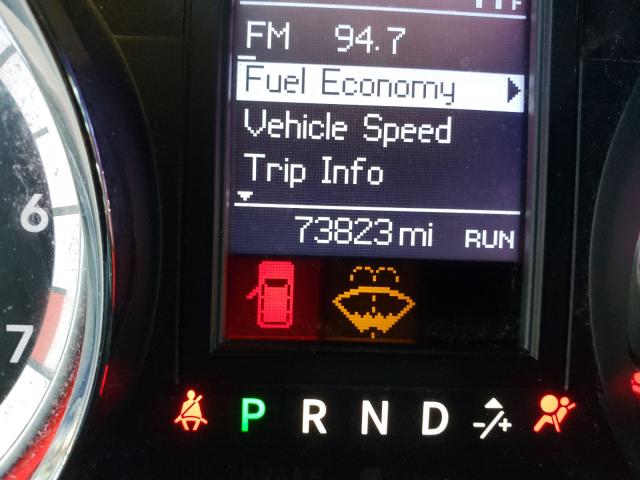 FM 94.7
Fuel Economy
Vehicle Speed
Trip Info
73823 mi RUN
6
7
P R N D -/+